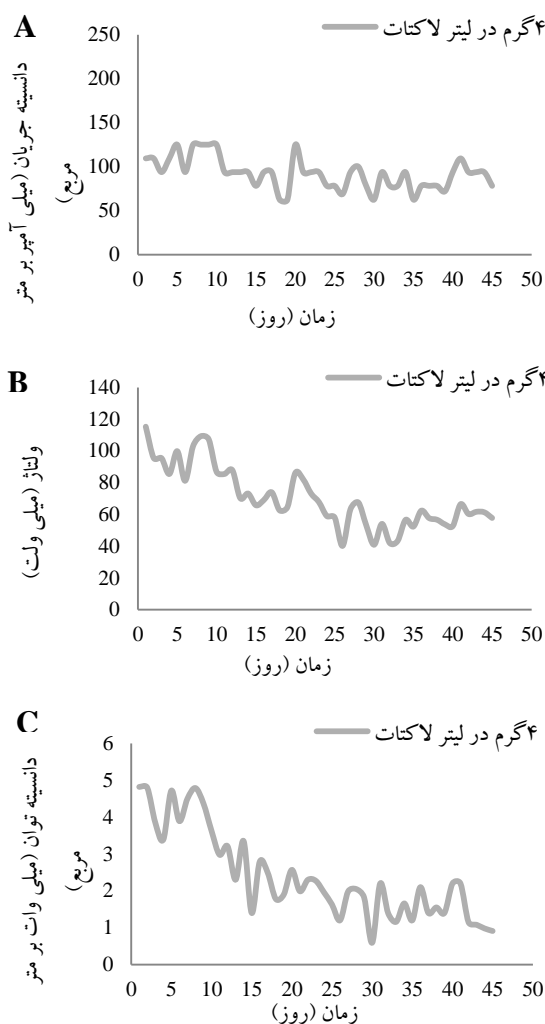 A
۴گرم در لیتر لاکتات
دانسیته جریان (میلی آمپر بر متر
مربع)
250
200
150
100
50
0
0 5 10 15 20 25 30 35 40 45 50
زمان (روز)
B
۴گرم در لیتر لاکتات
ولتاژ (میلی ولت)
140
120
100
80
60
40
20
0
0 5 10 15 20 25 30 35 40 45 50
زمان (روز)
C
۴گرم در لیتر لاکتات
دانسیته توان (میلی وات بر متر
مربع)
6
5
4
3
2
1
0
0 5 10 15 20 25 30 35 40 45 50
زمان (روز)